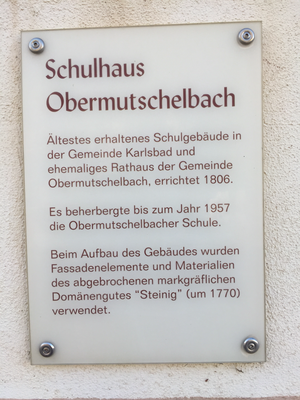 Schulhaus
Obermutschelbach
Ältestes erhaltenes Schulgebäude in
der Gemeinde Karlsbad und
ehemaliges Rathaus der Gemeinde
Obermutschelbach, errichtet 1806.
Es beherbergte bis zum Jahr 1957
die Obermutschelbacher Schule.
Beim Aufbau des Gebäudes wurden
Fassadenelemente und Materialien
des abgebrochenen markgräflichen
Domänengutes “Steinig” (um 1770)
verwendet.